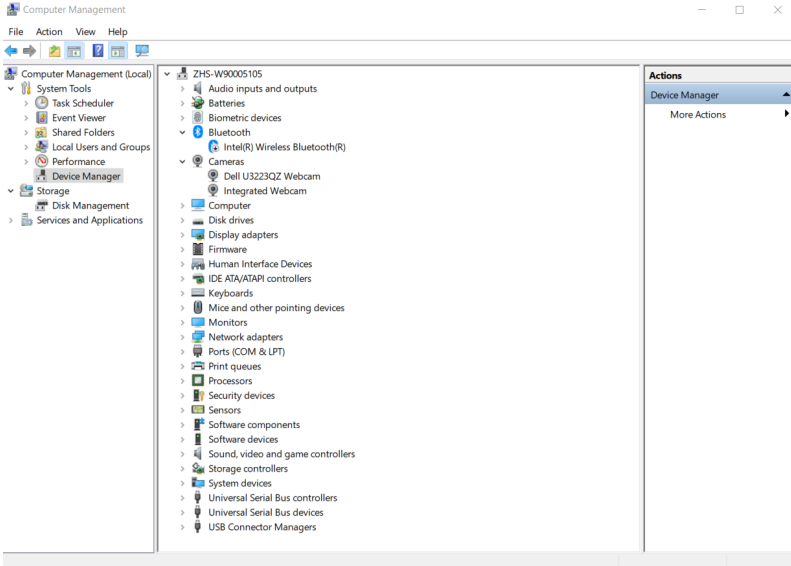 Computer Management
File Action View Help
Computer Management (Local)
System Tools
Task Scheduler
Event Viewer
Shared Folders
Local Users and Groups
Performance
Device Manager
Storage
Disk Management
Services and Applications
ZHS-W90005105
Audio inputs and outputs
Batteries
Biometric devices
Bluetooth
Intel(R) Wireless Bluetooth(R)
Cameras
Dell U3223QZ Webcam
Integrated Webcam
Computer
Disk drives
Display adapters
Firmware
Human Interface Devices
IDE ATA/ATAPI controllers
Keyboards
Mice and other pointing devices
Monitors
Network adapters
Ports (COM & LPT)
Print queues
Processors
Security devices
Sensors
Software components
Software devices
Sound, video and game controllers
Storage controllers
System devices
Universal Serial Bus controllers
Universal Serial Bus devices
USB Connector Managers
Actions
Device Manager
More Actions